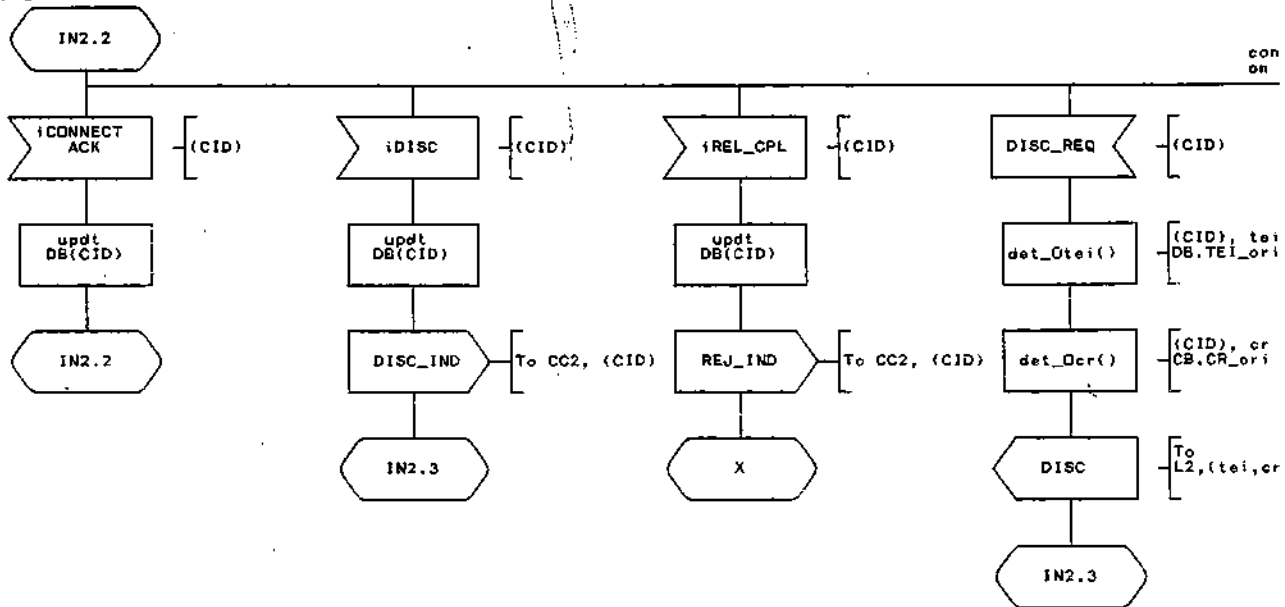 IN2.2
con
on
iCONNECT
ACK
(CID)
iDISC
(CID)
iREL_CPL
(CID)
DISC_REQ
(CID)
updt
DB(CID)
updt
DB(CID)
updt
DB(CID)
det_Otei()
(CID), tei
DB.TEI_ori
IN2.2
DISC_IND
To CC2, (CID)
REJ_IND
To CC2, (CID)
det_Ocr()
(CID), cr
CB.CR_ori
IN2.3
X
DISC
To
L2,(tei,cr
IN2.3